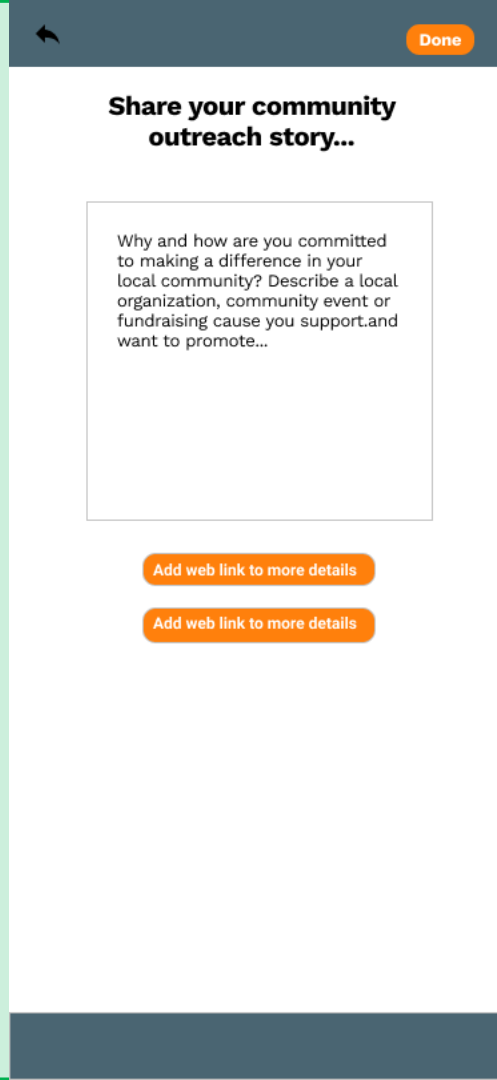 Done
Share your community
outreach story...
Why and how are you committed
to making a difference in your
local community? Describe a local
organization, community event or
fundraising cause you support.and
want to promote...
Add web link to more details
Add web link to more details